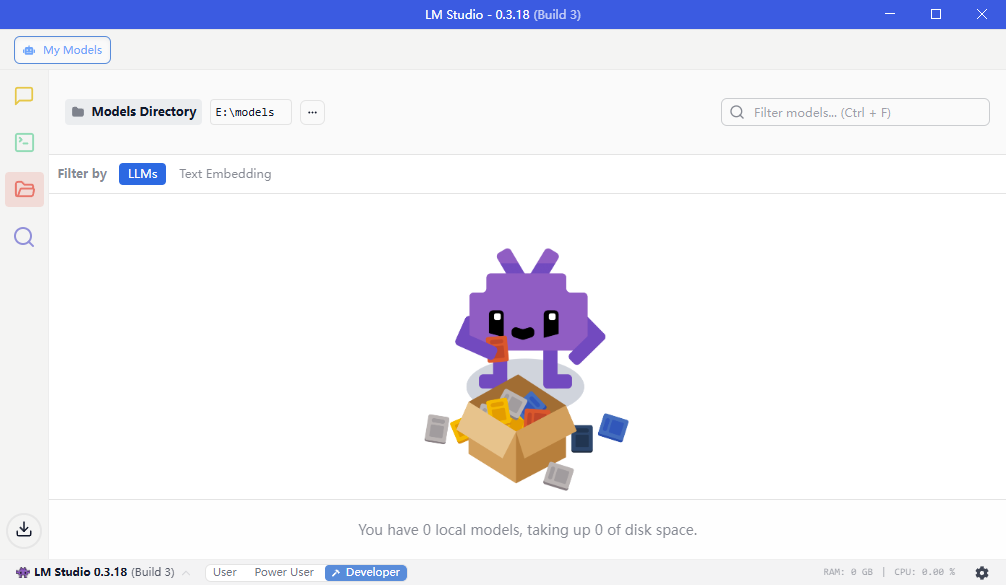 LM Studio - 0.3.18 (Build 3)
My Models
Models Directory E:\models ...
Filter models... (Ctrl + F)
Filter by LLMs Text Embedding
You have 0 local models, taking up 0 of disk space.
LM Studio 0.3.18 (Build 3) User Power User Developer RAM: 0 GB | CPU: 0.00 %